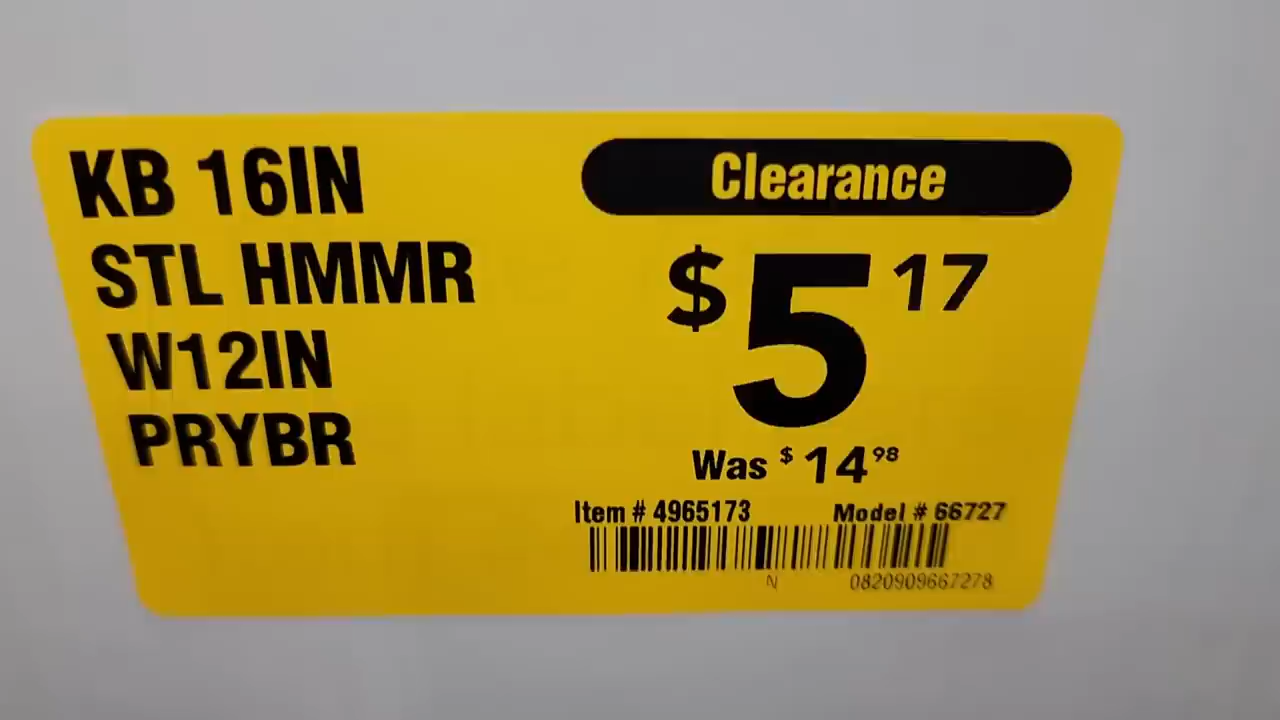 KB 16IN
STL HMMR
W12IN
PRYBR
Clearance
$5 17
Was $14 98
Item # 4965173 Model # 66727
N 0820909667278